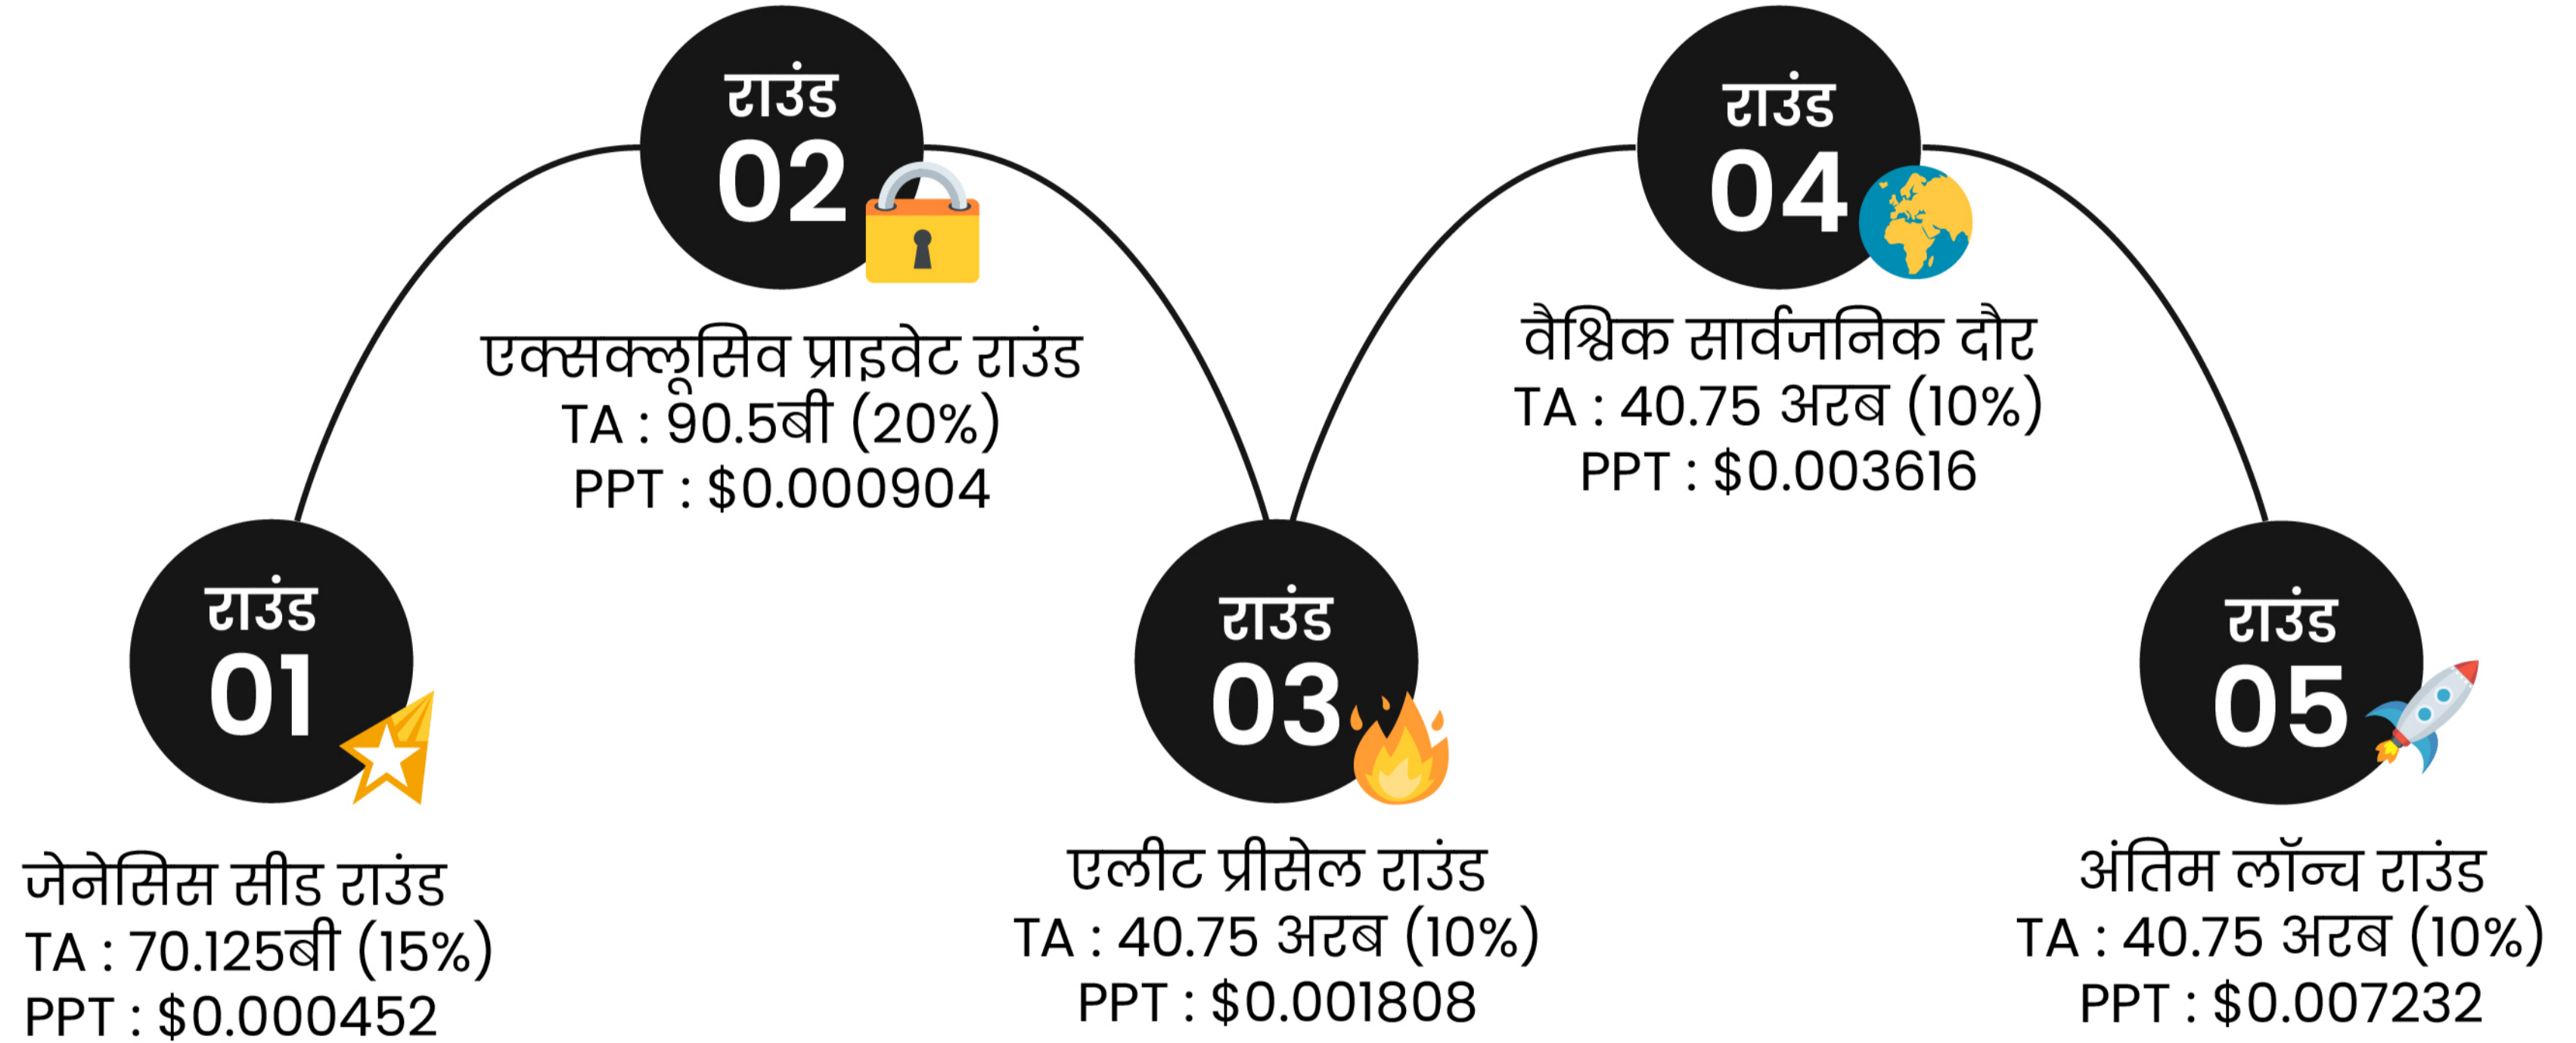 राउंड
01
जेनेसिस सीड राउंड
TA : 70.125बी (15%)
PPT : $0.000452
राउंड
02
एक्सक्लूसिव प्राइवेट राउंड
TA : 90.5बी (20%)
PPT : $0.000904
राउंड
03
एलीट प्रीसेल राउंड
TA : 40.75 अरब (10%)
PPT : $0.001808
राउंड
04
वैश्विक सार्वजनिक दौर
TA : 40.75 अरब (10%)
PPT : $0.003616
राउंड
05
अंतिम लॉन्च राउंड
TA : 40.75 अरब (10%)
PPT : $0.007232